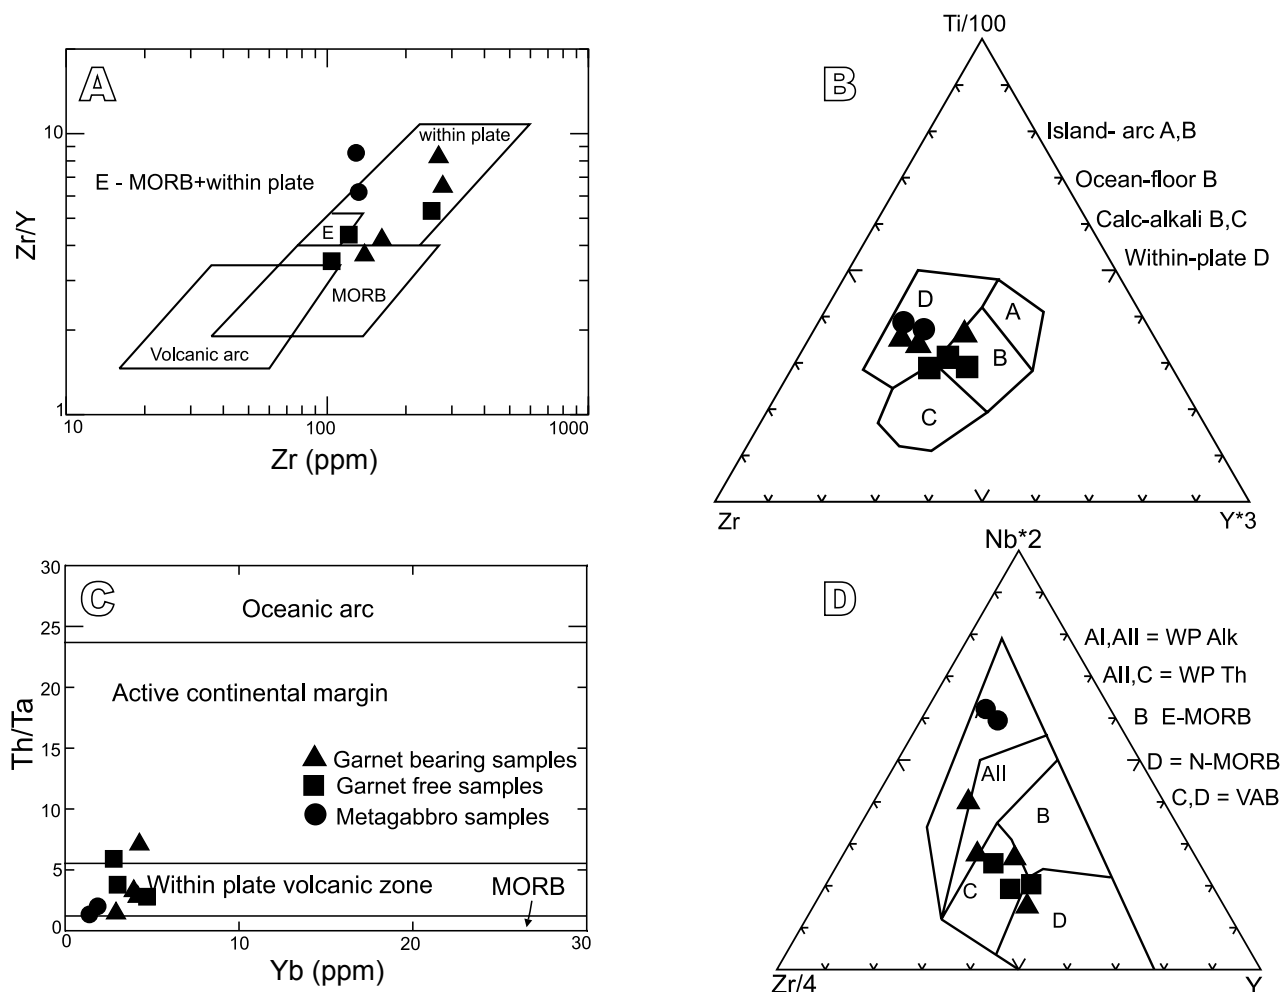 A
10
1
Zr/Y
within plate
E - MORB+within plate
E
MORB
Volcanic arc
10
100
1000
Zr (ppm)
B
Ti/100
Island- arc A,B
Ocean-floor B
Calc-alkali B,C
Within-plate D
D
A
B
C
Zr
Y*3
C
30
25
20
15
10
5
0
Th/Ta
Oceanic arc
Active continental margin
Garnet bearing samples
Garnet free samples
Metagabbro samples
Within plate volcanic zone
MORB
0
10
20
30
Yb (ppm)
D
Nb*2
AI,AII = WP Alk
AII,C = WP Th
B E-MORB
D = N-MORB
C,D = VAB
AII
B
C
D
Zr/4
Y